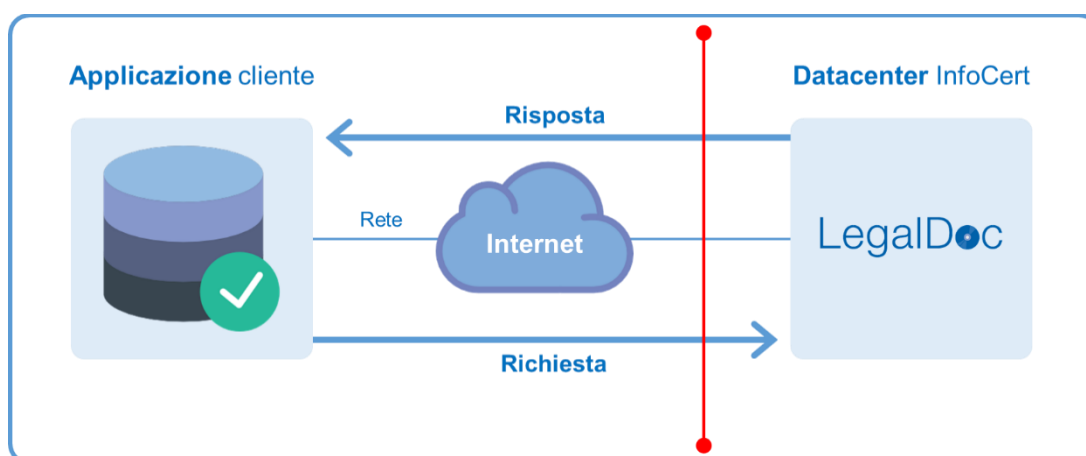 Applicazione cliente
Datacenter InfoCert
Risposta
Rete
Internet
LegalDoc
Richiesta